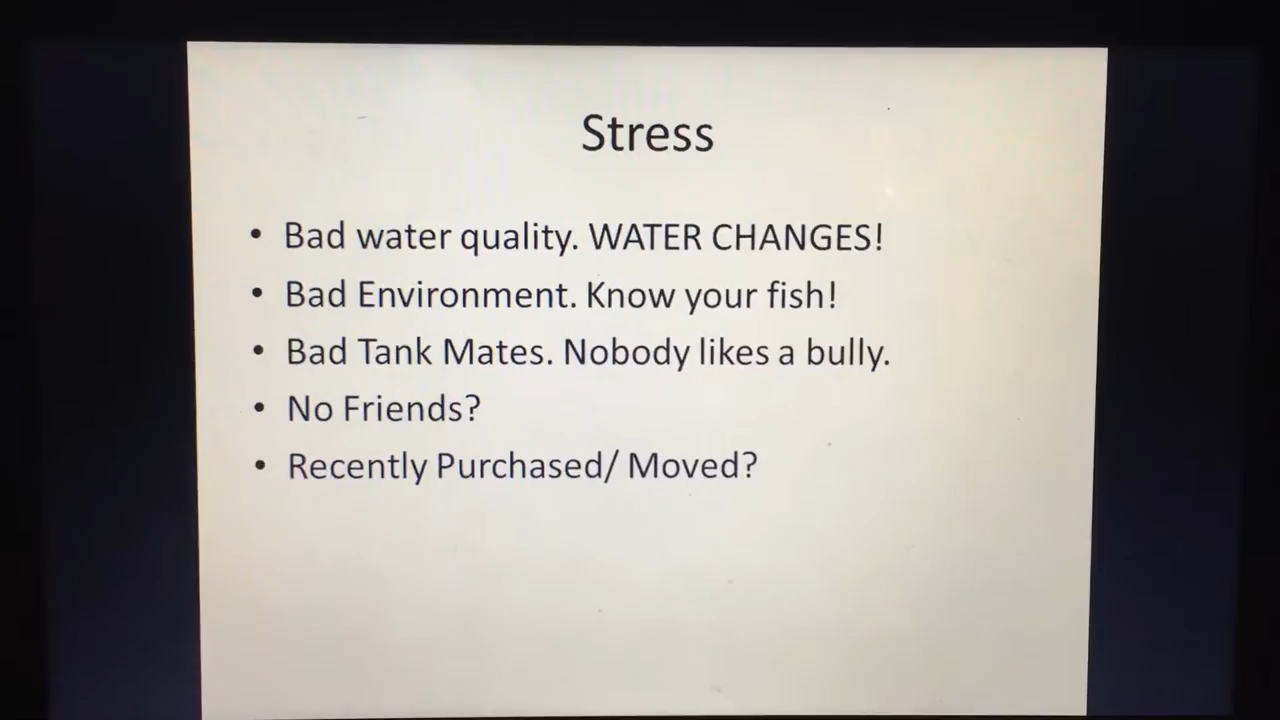 Stress
• Bad water quality. WATER CHANGES!
• Bad Environment. Know your fish!
• Bad Tank Mates. Nobody likes a bully.
• No Friends?
• Recently Purchased/ Moved?